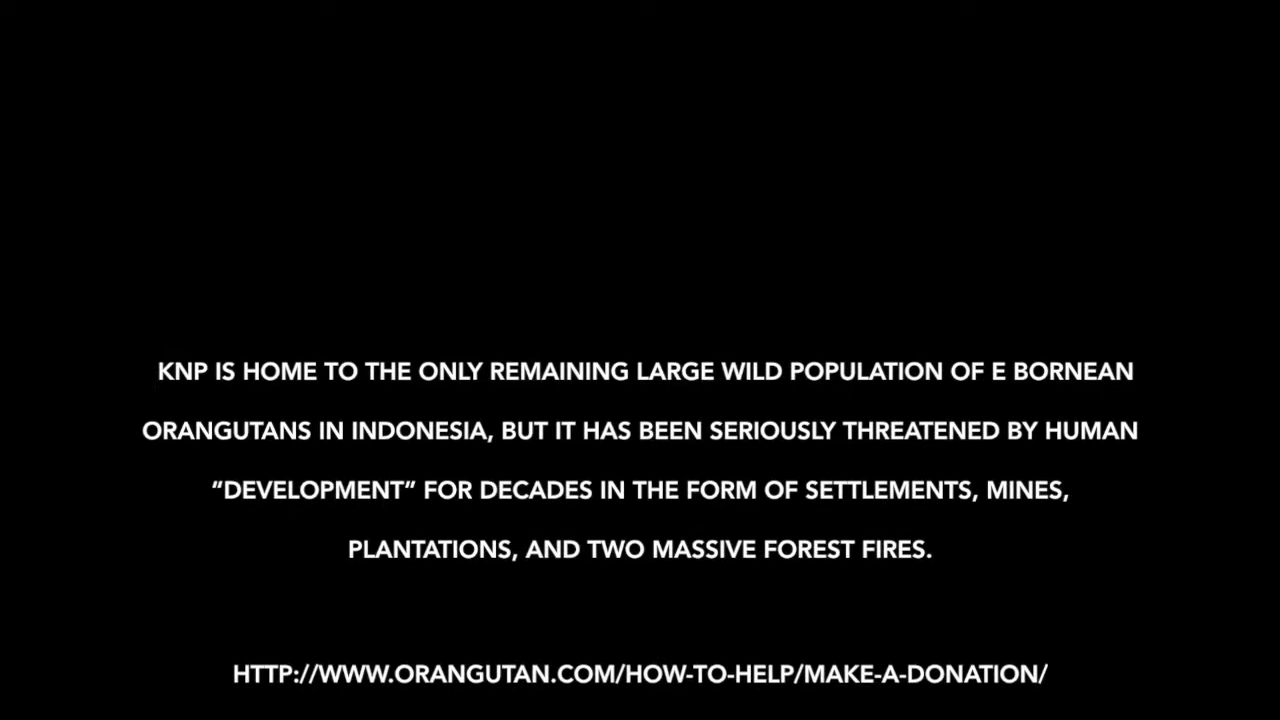 KNP IS HOME TO THE ONLY REMAINING LARGE WILD POPULATION OF E BORNEAN
ORANGUTANS IN INDONESIA, BUT IT HAS BEEN SERIOUSLY THREATENED BY HUMAN
”DEVELOPMENT” FOR DECADES IN THE FORM OF SETTLEMENTS, MINES,
PLANTATIONS, AND TWO MASSIVE FOREST FIRES.
HTTP://WWW.ORANGUTAN.COM/HOW-TO-HELP/MAKE-A-DONATION/